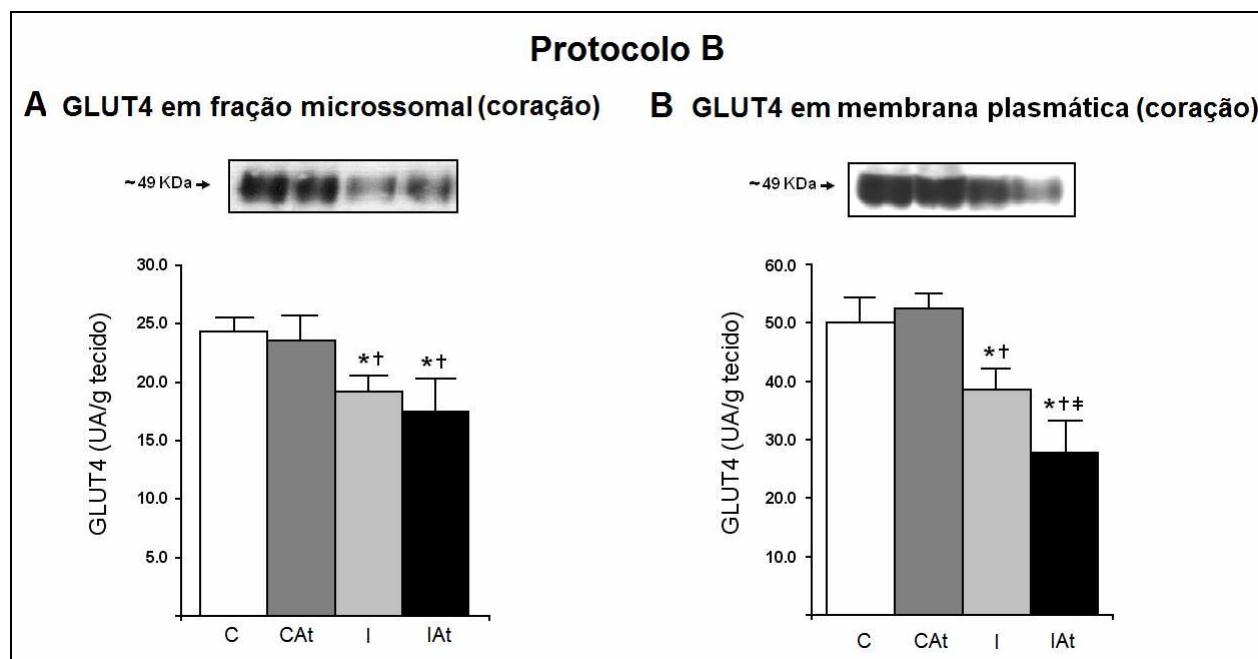 Protocolo B
A GLUT4 em fração microssomal (coração)
~49 KDa
30.0
25.0
20.0
15.0
10.0
5.0
GLUT4 (UA/g tecido)
*†
*†
C CAt I IAt
B GLUT4 em membrana plasmática (coração)
~49 KDa
60.0
50.0
40.0
30.0
20.0
10.0
GLUT4 (UA/g tecido)
*†
*†‡
C CAt I IAt